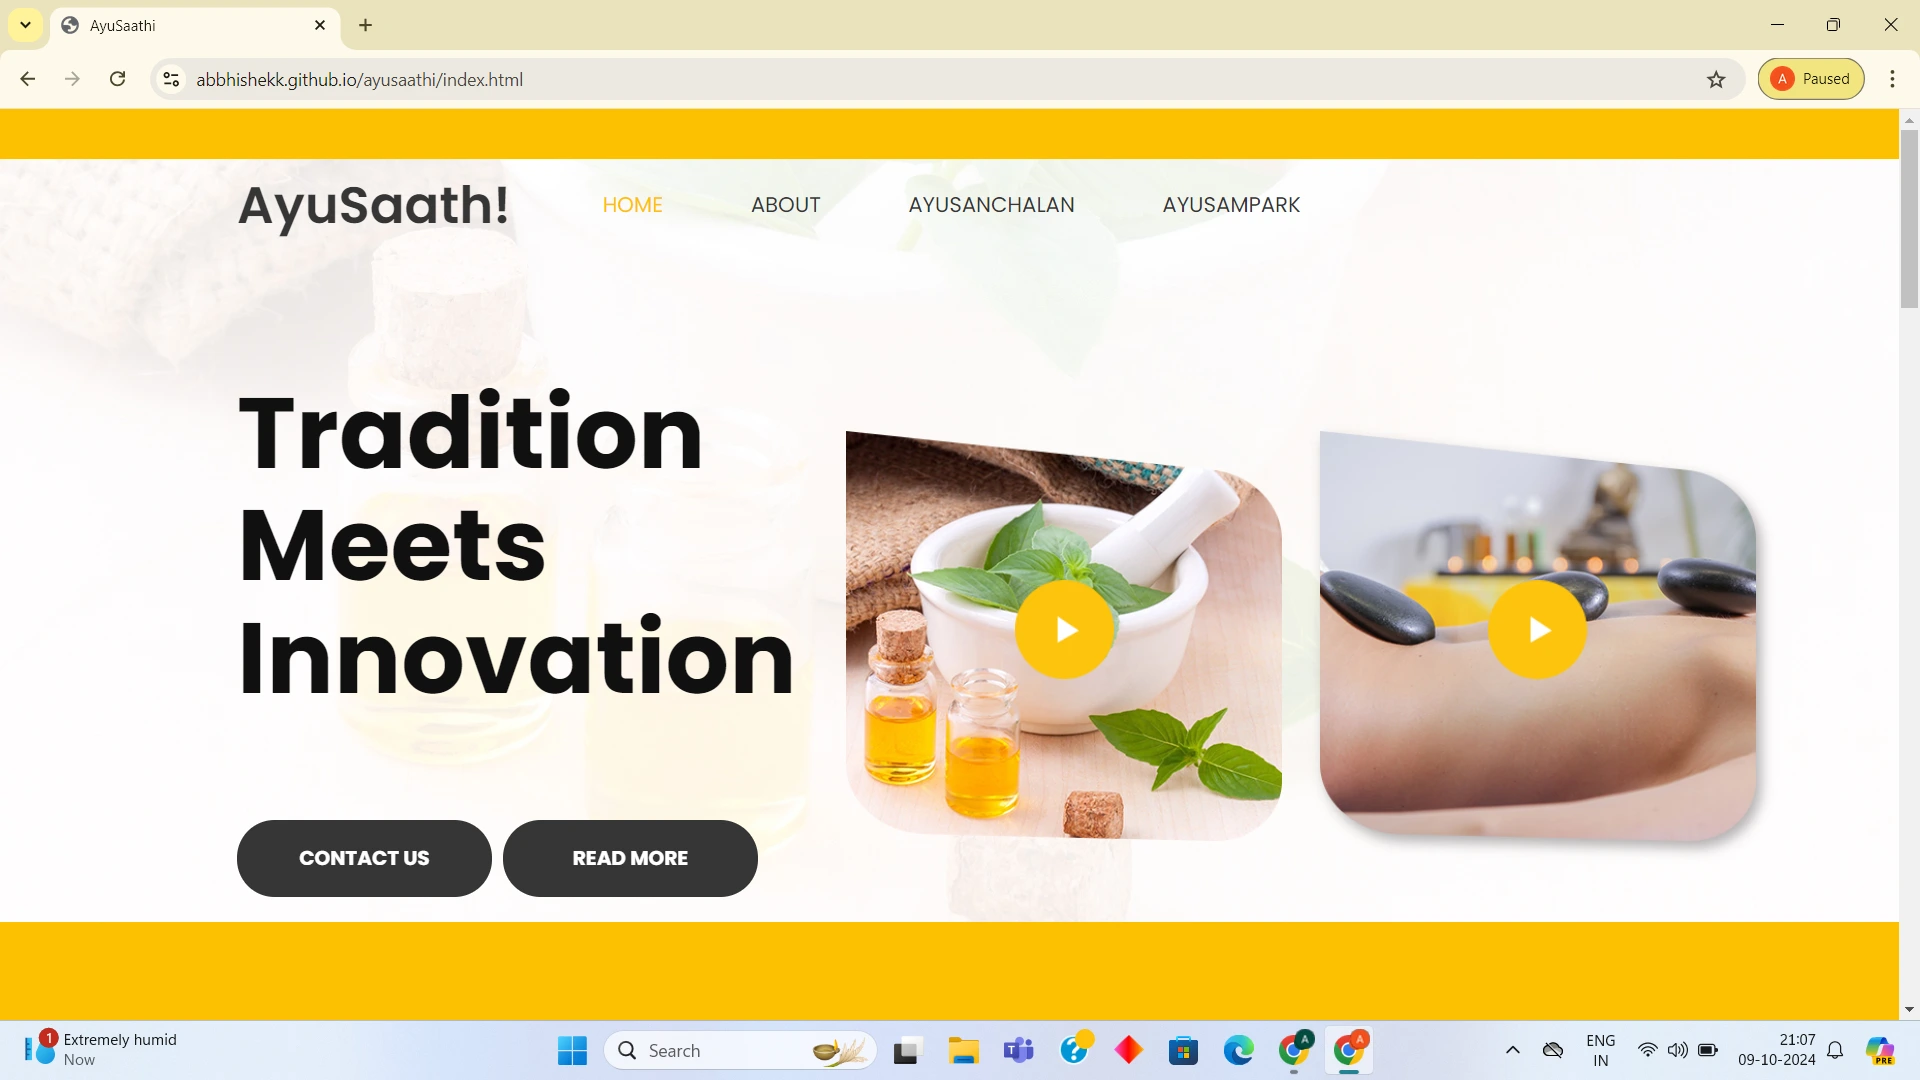 AyuSaathi
abbhishekk.github.io/ayusaathi/index.html
A
Paused
AyuSaath!
HOME
ABOUT
AYUSANCHALAN
AYUSAMPARK
Tradition
Meets
Innovation
CONTACT US
READ MORE
1
Extremely humid
Now
Search
A
A
ENG
IN
21:07
09-10-2024
PRE